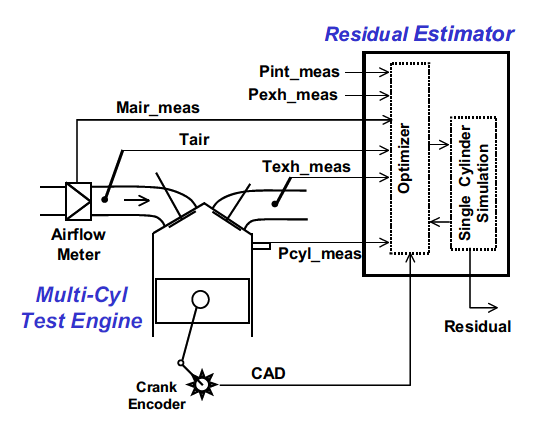 Residual Estimator
Pint_meas
Pexh_meas
Mair_meas
Tair
Texh_meas
Optimizer
Single Cylinder
Simulation
Airflow
Meter
Pcyl_meas
Multi-Cyl
Test Engine
Residual
CAD
Crank
Encoder